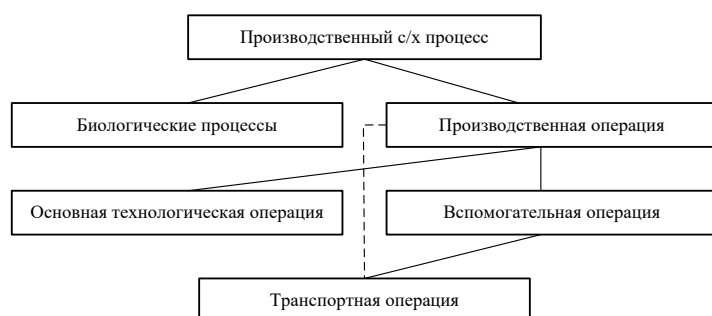 Производственный с/х процесс
Биологические процессы
Производственная операция
Основная технологическая операция
Вспомогательная операция
Транспортная операция